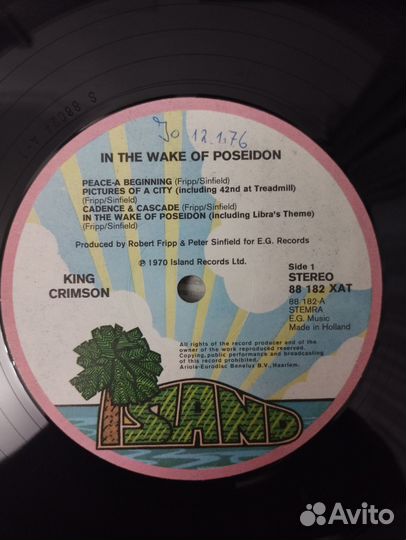 Jo 12.1.76
IN THE WAKE OF POSEIDON
PEACE-A BEGINNING (Fripp/Sinfield)
PICTURES OF A CITY (including 42nd at Treadmill)
(Fripp/Sinfield)
CADENCE & CASCADE (Fripp/Sinfield)
IN THE WAKE OF POSEIDON (including Libra's Theme)
(Fripp/Sinfield)
Produced by Robert Fripp & Peter Sinfield for E.G. Records
℗ 1970 Island Records Ltd.
KING
CRIMSON
Side 1
STEREO
88 182 XAT
88 182-A
STEMRA
E.G. Music
Made in Holland
All rights of the record producer and of the
owner of the work reproduced reserved.
Copying, public performance and broadcasting
of this record prohibited.
Ariola-Eurodisc Benelux B.V., Haarlem.
ISLAND
Avito